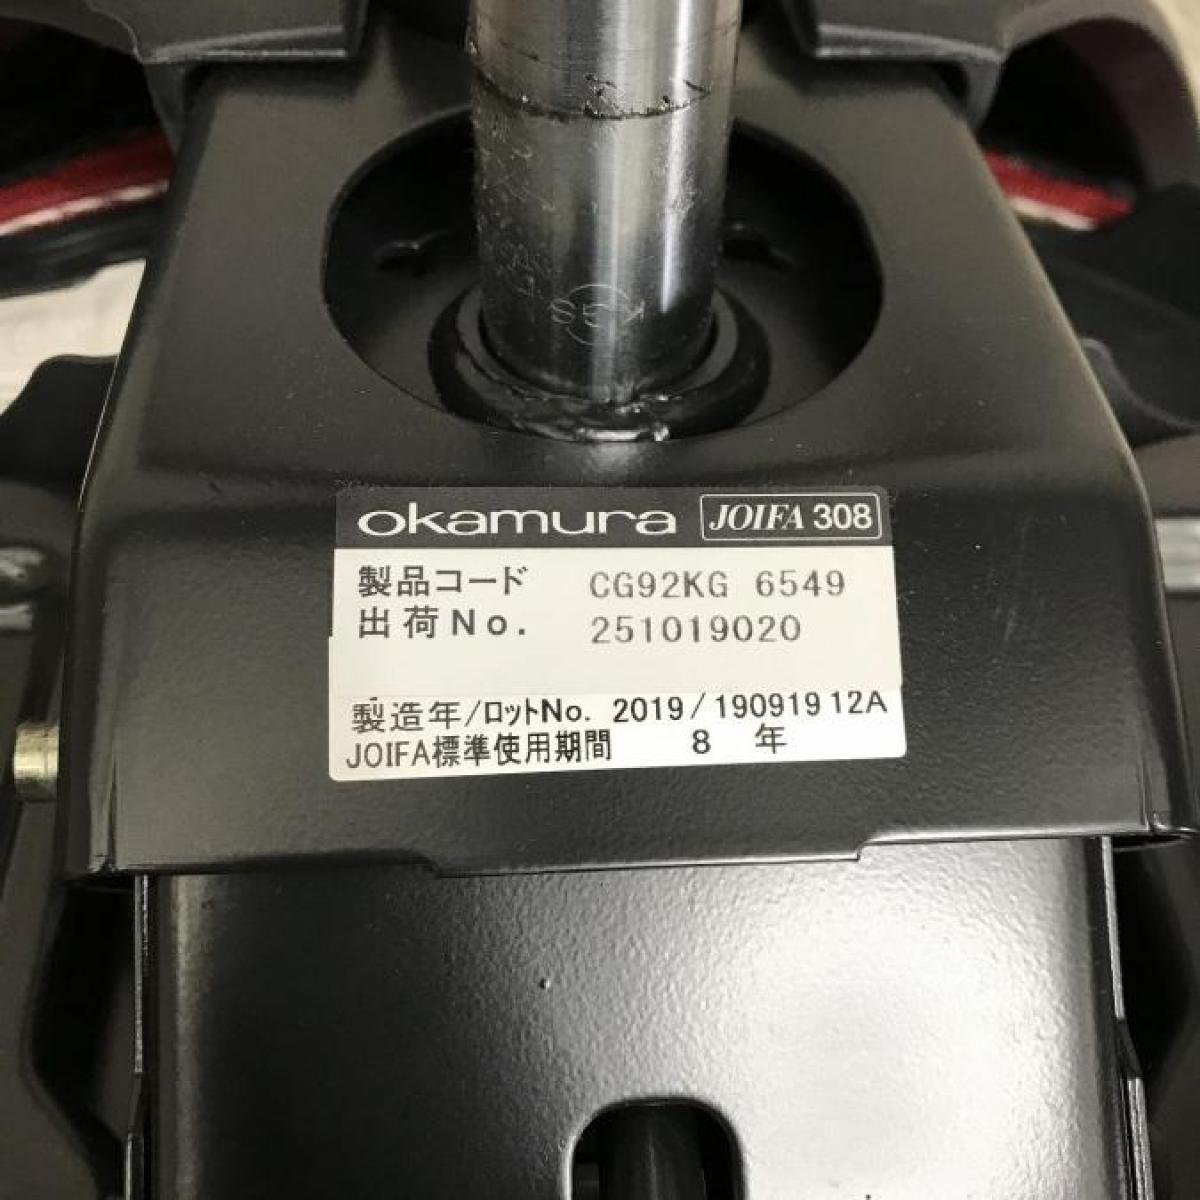 okamura JOIFA 308
製品コード CG92KG 6549
出荷No. 251019020
製造年/ロットNo. 2019/190919 12A
JOIFA標準使用期間 8 年